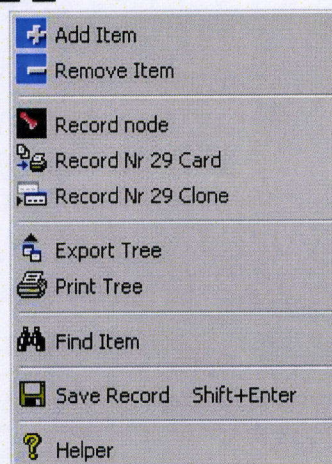 Add Item
Remove Item
Record node
Record Nr 29 Card
Record Nr 29 Clone
Export Tree
Print Tree
Find Item
Save Record Shift+Enter
Helper